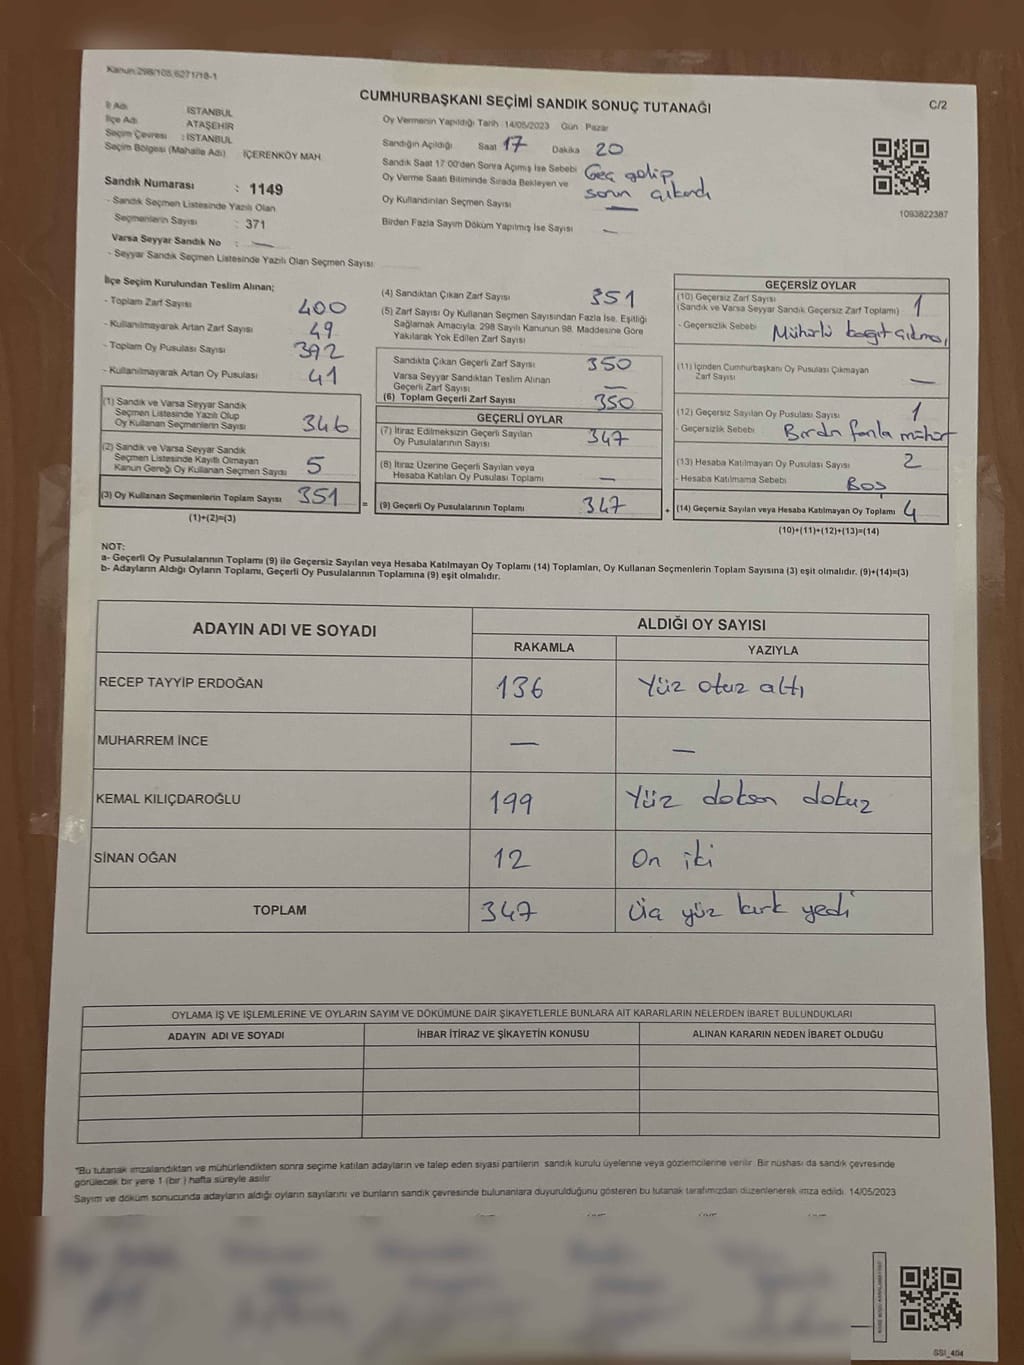 Kanun:298/105,6271/18-1
CUMHURBAŞKANI SEÇİMİ SANDIK SONUÇ TUTANAĞI
C/2
İl Adı İSTANBUL
İlçe Adı ATAŞEHİR
Seçim Çevresi : İSTANBUL
Seçim Bölgesi (Mahalle Adı) İÇERENKÖY MAH.
Sandık Numarası : 1149
- Sandık Seçmen Listesinde Yazılı Olan
Seçmenlerin Sayısı : 371
Varsa Seyyar Sandık No : —
- Seyyar Sandık Seçmen Listesinde Yazılı Olan Seçmen Sayısı:
Oy Vermenin Yapıldığı Tarih :14/05/2023 Gün : Pazar
Sandığın Açıldığı Saat 17 Dakika 20
Sandık Saat 17:00'den Sonra Açımış İse Sebebi Geç gelip
Oy Verme Saati Bitiminde Sırada Bekleyen ve sorun çıkardı
Oy Kullandırılan Seçmen Sayısı —
Birden Fazla Sayım Döküm Yapılmış İse Sayısı —
1093822387
İlçe Seçim Kurulundan Teslim Alınan;
- Toplam Zarf Sayısı 400
- Kullanılmayarak Artan Zarf Sayısı 49
- Toplam Oy Pusulası Sayısı 392
- Kullanılmayarak Artan Oy Pusulası 41
(1) Sandık ve Varsa Seyyar Sandık
Seçmen Listesinde Yazılı Olup
Oy Kullanan Seçmenlerin Sayısı 346
(2) Sandık ve Varsa Seyyar Sandık
Seçmen Listesinde Kayıtlı Olmayan
Kanun Gereği Oy Kullanan Seçmen Sayısı 5
(3) Oy Kullanan Seçmenlerin Toplam Sayısı 351 =
(1)+(2)=(3)
(4) Sandıktan Çıkan Zarf Sayısı 351
(5) Zarf Sayısı Oy Kullanan Seçmen Sayısından Fazla İse, Eşitliği
Sağlamak Amacıyla, 298 Sayılı Kanunun 98. Maddesine Göre
Yakılarak Yok Edilen Zarf Sayısı
Sandıkta Çıkan Geçerli Zarf Sayısı 350
Varsa Seyyar Sandıktan Teslim Alınan
Geçerli Zarf Sayısı —
(6) Toplam Geçerli Zarf Sayısı 350
GEÇERLİ OYLAR
(7) İtiraz Edilmeksizin Geçerli Sayılan
Oy Pusulalarının Sayısı 347
(8) İtiraz Üzerine Geçerli Sayılan veya
Hesaba Katılan Oy Pusulası Toplamı —
(9) Geçerli Oy Pusulalarının Toplamı 347 +
GEÇERSİZ OYLAR
(10) Geçersiz Zarf Sayısı 1
(Sandık ve Varsa Seyyar Sandık Geçersiz Zarf Toplamı)
- Geçersizlik Sebebi Mühürlü kağıt çıkmas
(11) İçinden Cumhurbaşkanı Oy Pusulası Çıkmayan
Zarf Sayısı —
(12) Geçersiz Sayılan Oy Pusulası Sayısı 1
- Geçersizlik Sebebi Birdn fazla mühür
(13) Hesaba Katılmayan Oy Pusulası Sayısı 2
- Hesaba Katılmama Sebebi Boş
(14) Geçersiz Sayılan veya Hesaba Katılmayan Oy Toplamı 4
(10)+(11)+(12)+(13)=(14)
NOT:
a- Geçerli Oy Pusulalarının Toplamı (9) ile Geçersiz Sayılan veya Hesaba Katılmayan Oy Toplamı (14) Toplamları, Oy Kullanan Seçmenlerin Toplam Sayısına (3) eşit olmalıdır. (9)+(14)=(3)
b- Adayların Aldığı Oyların Toplamı, Geçerli Oy Pusulalarının Toplamına (9) eşit olmalıdır.
ADAYIN ADI VE SOYADI ALDIĞI OY SAYISI
RAKAMLA YAZIYLA
RECEP TAYYİP ERDOĞAN 136 Yüz otuz altı
MUHARREM İNCE — —
KEMAL KILIÇDAROĞLU 199 Yüz doksan dokuz
SİNAN OĞAN 12 On iki
TOPLAM 347 Üç yüz kırk yedi
OYLAMA İŞ VE İŞLEMLERİNE VE OYLARIN SAYIM VE DÖKÜMÜNE DAİR ŞİKAYETLERLE BUNLARA AİT KARARLARIN NELERDEN İBARET BULUNDUKLARI
ADAYIN ADI VE SOYADI İHBAR İTİRAZ VE ŞİKAYETİN KONUSU ALINAN KARARIN NEDEN İBARET OLDUĞU
*Bu tutanak imzalandıktan ve mühürlendikten sonra seçime katılan adayların ve talep eden siyasi partilerin sandık kurulu üyelerine veya gözlemcilerine verilir. Bir nüshası da sandık çevresinde
görülecek bir yere 1 (bir ) hafta süreyle asılır
Sayım ve döküm sonucunda adayların aldığı oyların sayılarını ve bunların sandık çevresinde bulunanlara duyurulduğunu gösteren bu tutanak tarafımızdan düzenlenerek imza edildi. 14/05/2023
SSI_404